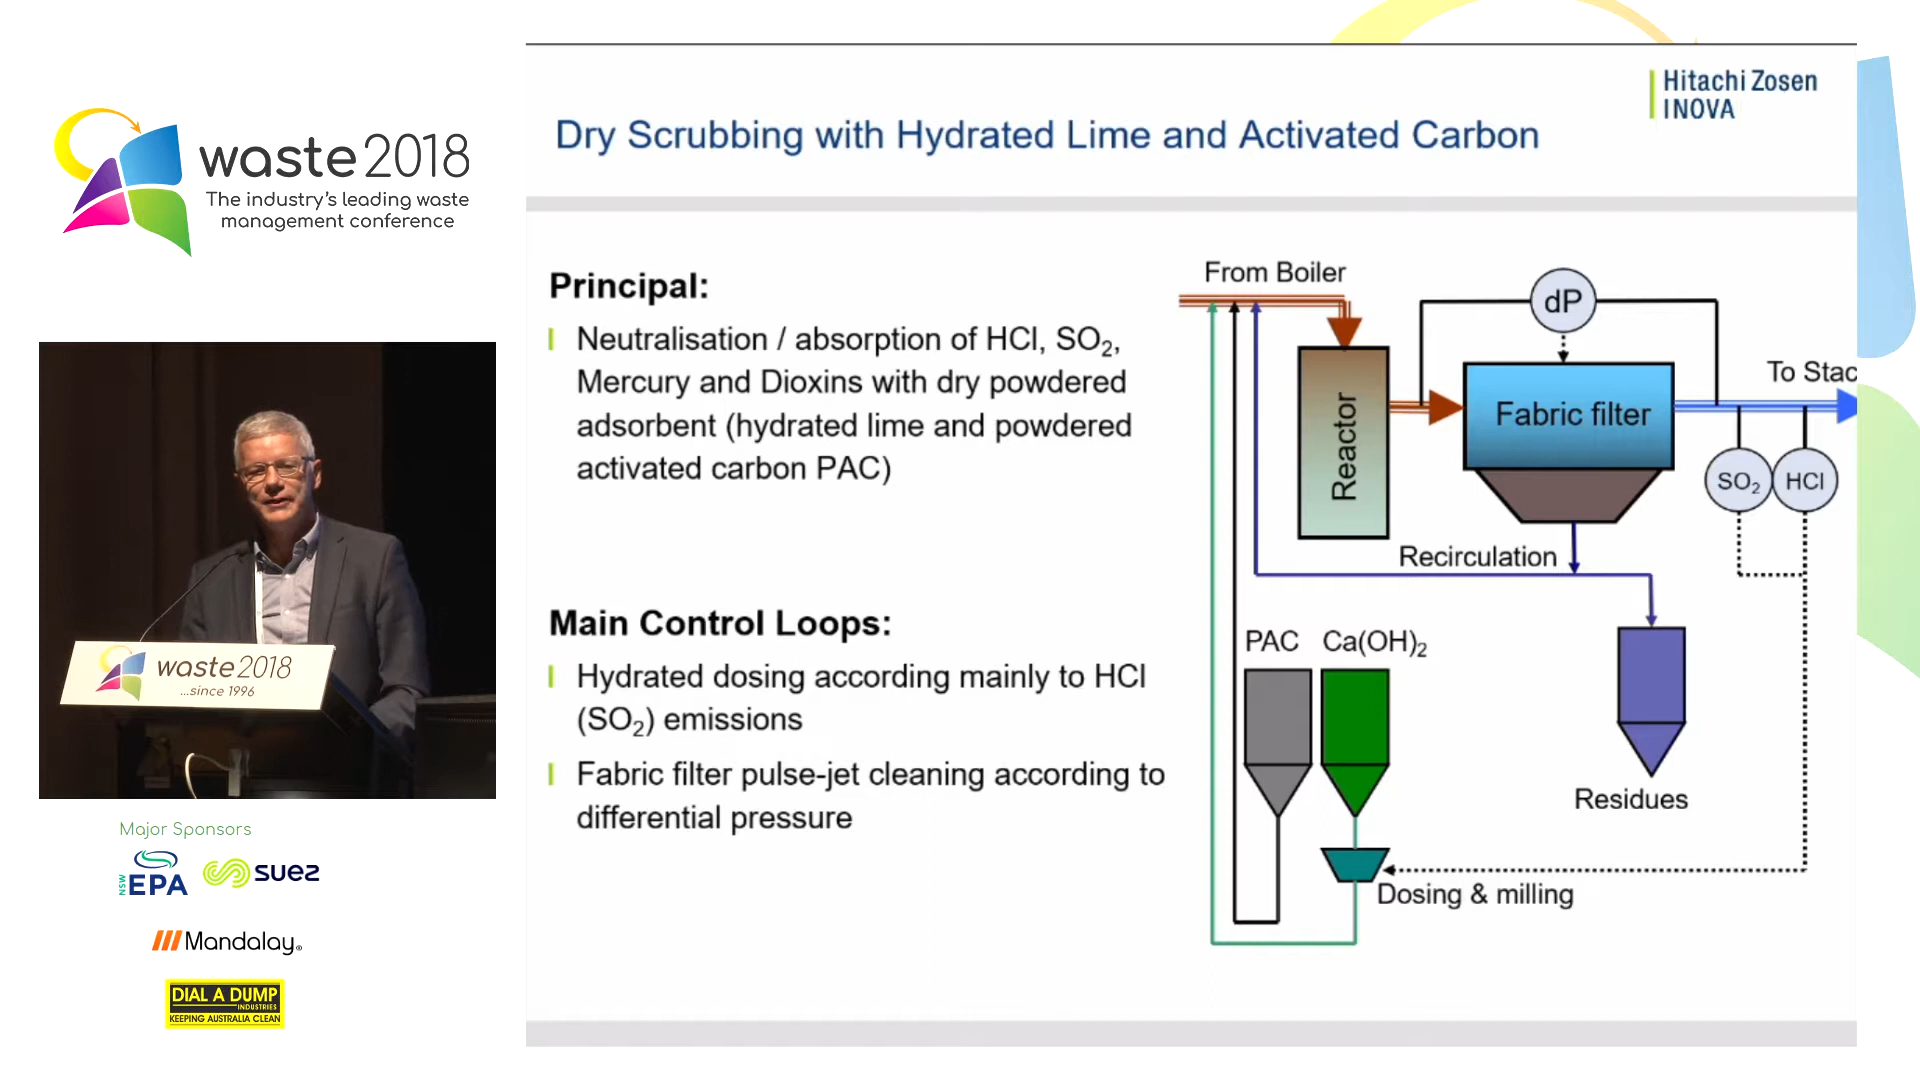 waste 2018
The industry's leading waste
management conference
waste 2018
...since 1996
Major Sponsors
NSW
EPA
suez
Mandalay®
DIAL A DUMP
INDUSTRIES
KEEPING AUSTRALIA CLEAN
Hitachi Zosen
INOVA
Dry Scrubbing with Hydrated Lime and Activated Carbon
Principal:
Neutralisation / absorption of HCl, SO₂,
Mercury and Dioxins with dry powdered
adsorbent (hydrated lime and powdered
activated carbon PAC)
Main Control Loops:
Hydrated dosing according mainly to HCl
(SO₂) emissions
Fabric filter pulse-jet cleaning according to
differential pressure
From Boiler
dP
To Stac
Reactor
Fabric filter
SO₂
HCl
Recirculation
PAC
Ca(OH)₂
Residues
Dosing & milling